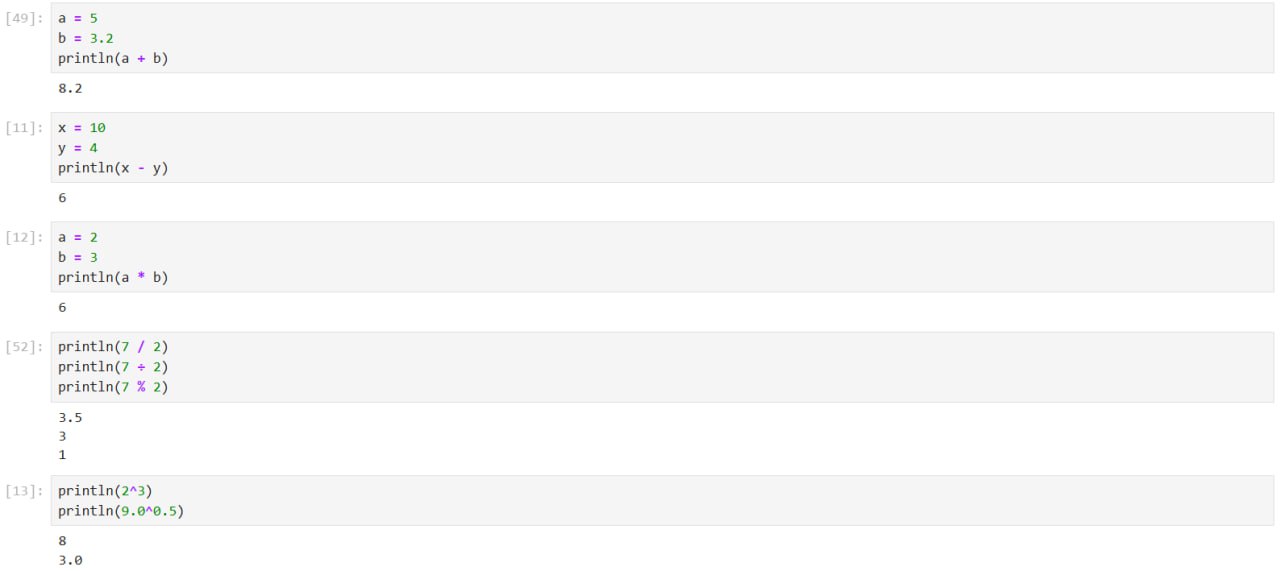 [49]: a = 5
b = 3.2
println(a + b)
8.2
[11]: x = 10
y = 4
println(x - y)
6
[12]: a = 2
b = 3
println(a * b)
6
[52]: println(7 / 2)
println(7 ÷ 2)
println(7 % 2)
3.5
3
1
[13]: println(2^3)
println(9.0^0.5)
8
3.0